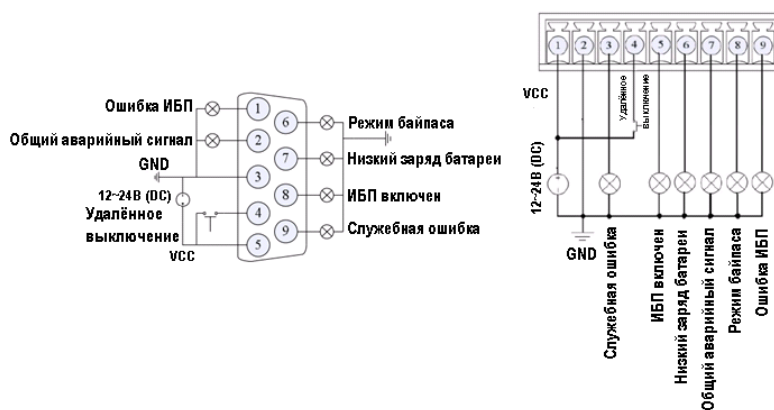 Ошибка ИБП
Общий аварийный сигнал
GND
12~24В (DC)
Удалённое
выключение
VCC
1
2
3
4
5
6
7
8
9
Режим байпаса
Низкий заряд батареи
ИБП включен
Служебная ошибка
1
2
3
4
5
6
7
8
9
VCC
Удалённое
выключение
12~24В (DC)
GND
Служебная ошибка
ИБП включен
Низкий заряд батареи
Общий аварийный сигнал
Режим байпаса
Ошибка ИБП